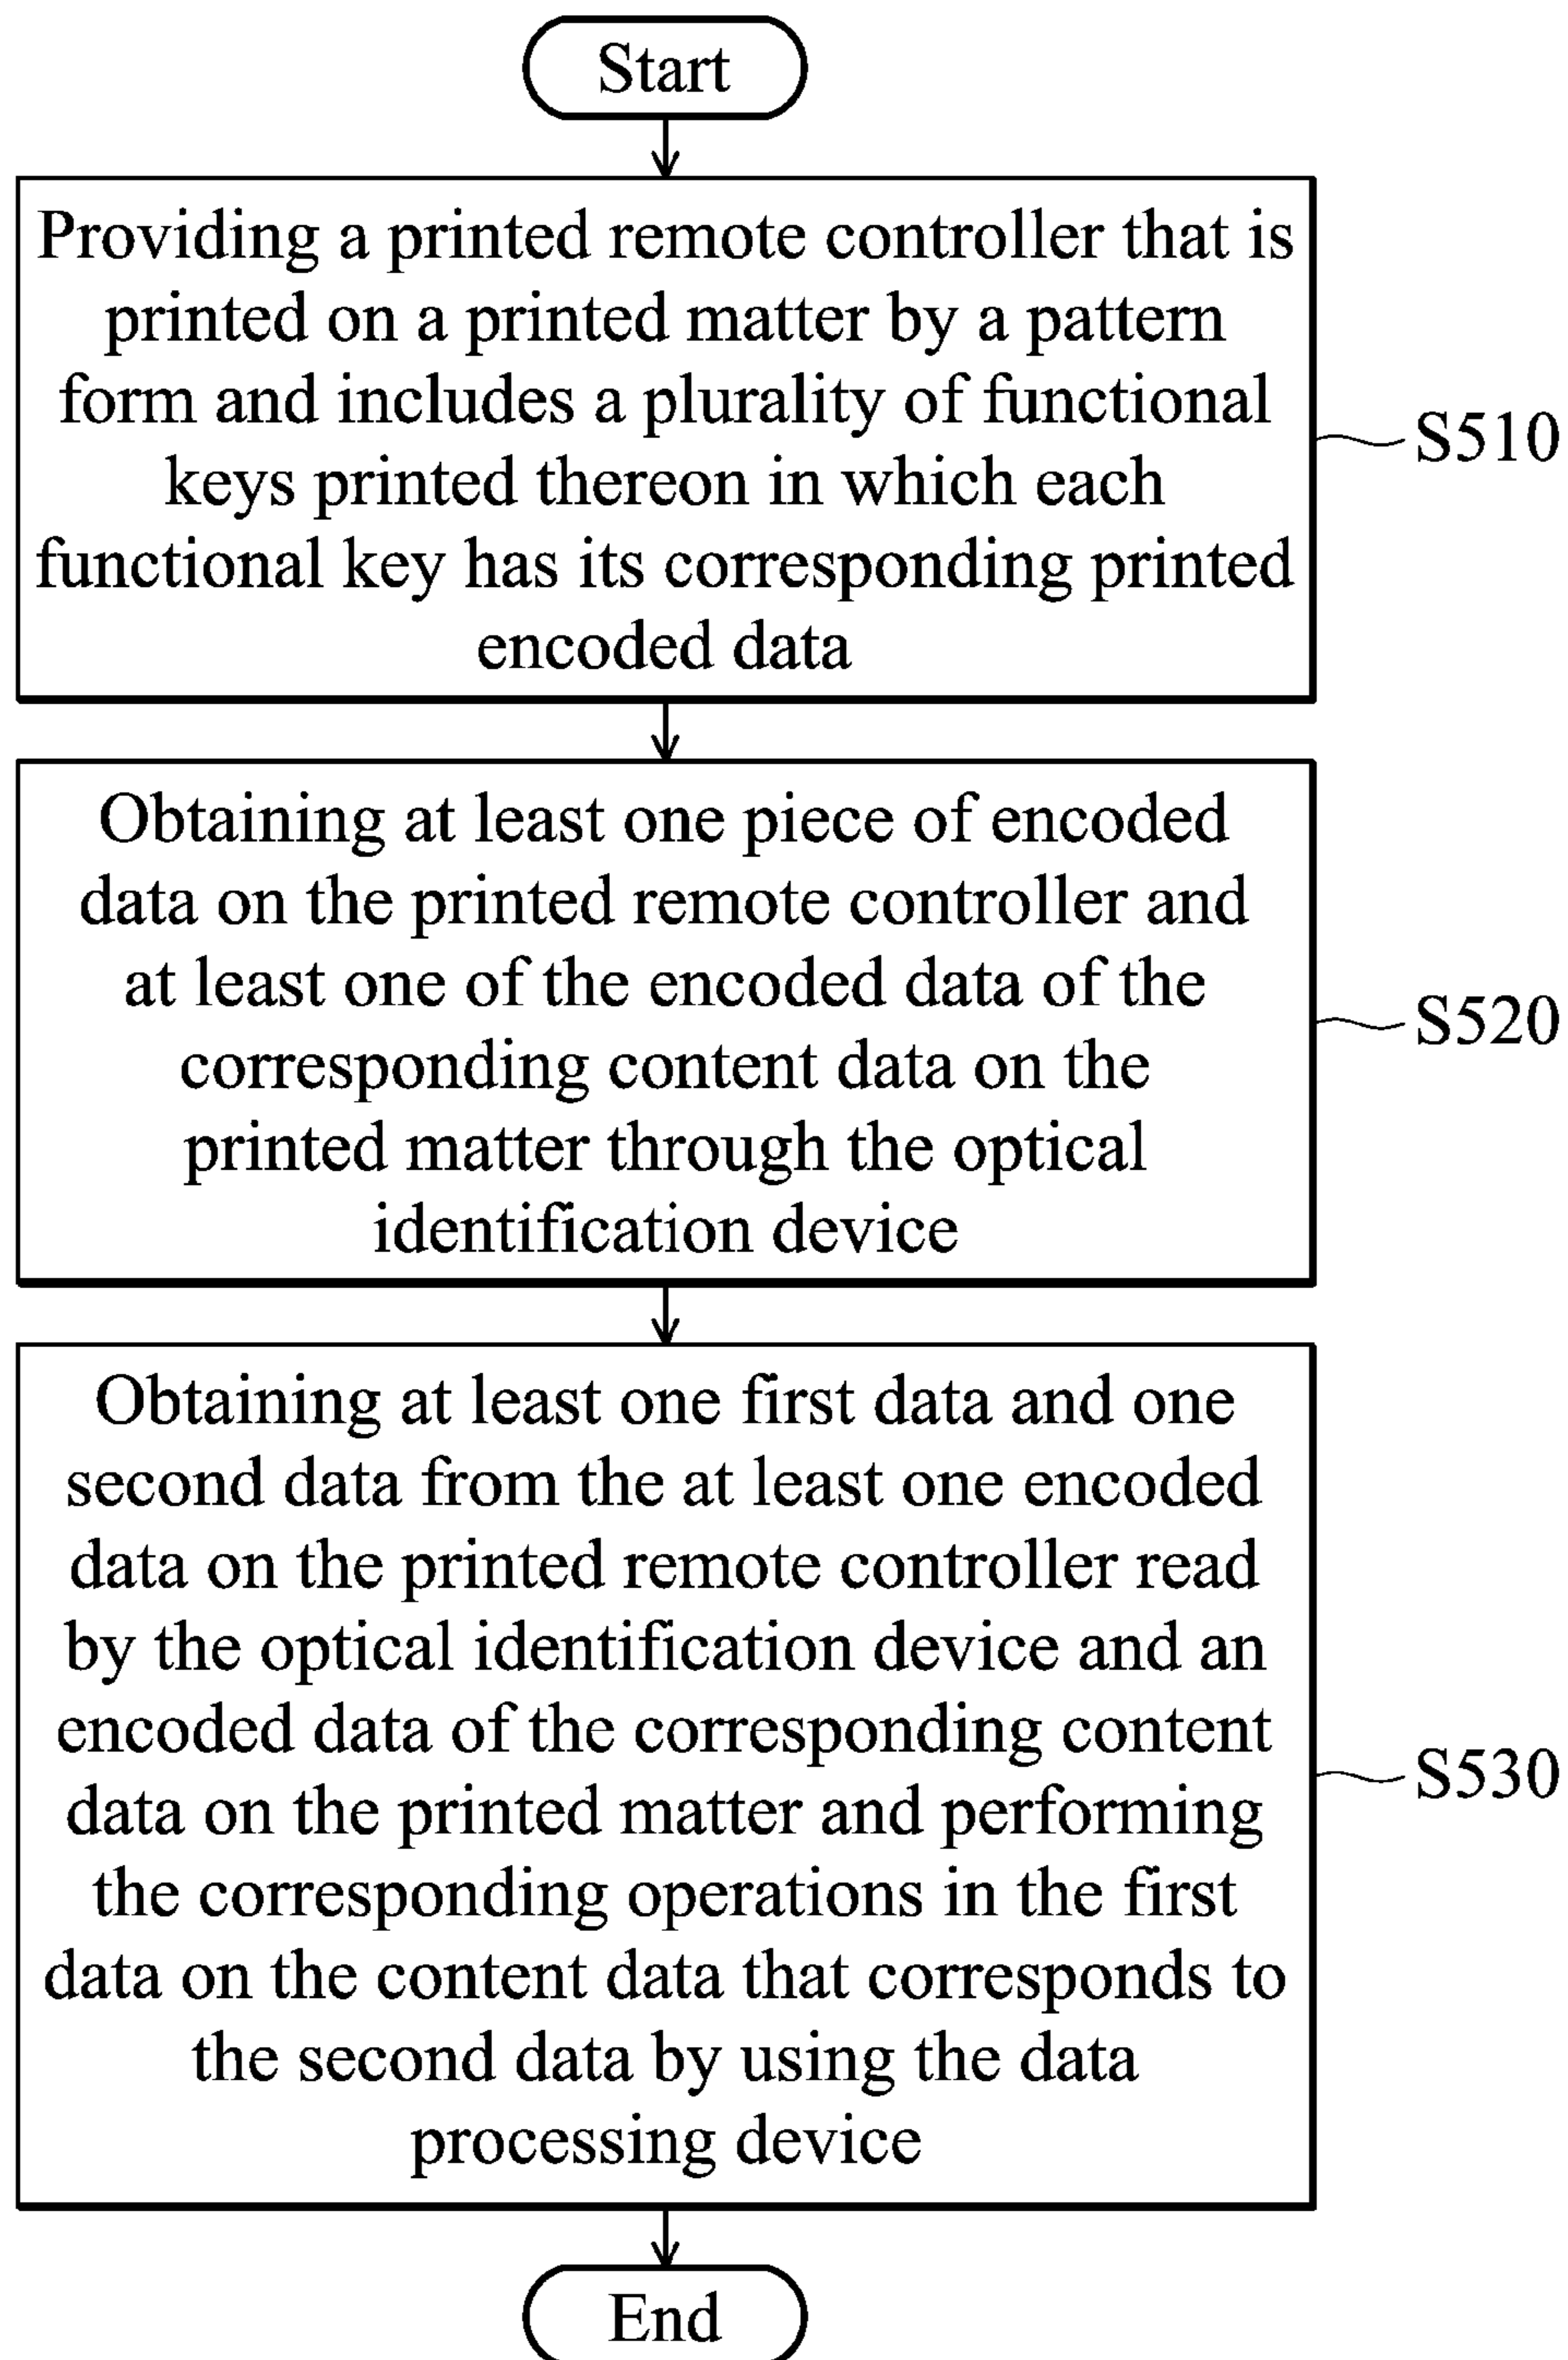 Start
Providing a printed remote controller that is
printed on a printed matter by a pattern
form and includes a plurality of functional
keys printed thereon in which each
functional key has its corresponding printed
encoded data
S510
Obtaining at least one piece of encoded
data on the printed remote controller and
at least one of the encoded data of the
corresponding content data on the
printed matter through the optical
identification device
S520
Obtaining at least one first data and one
second data from the at least one encoded
data on the printed remote controller read
by the optical identification device and an
encoded data of the corresponding content
data on the printed matter and performing
the corresponding operations in the first
data on the content data that corresponds to
the second data by using the data
processing device
S530
End